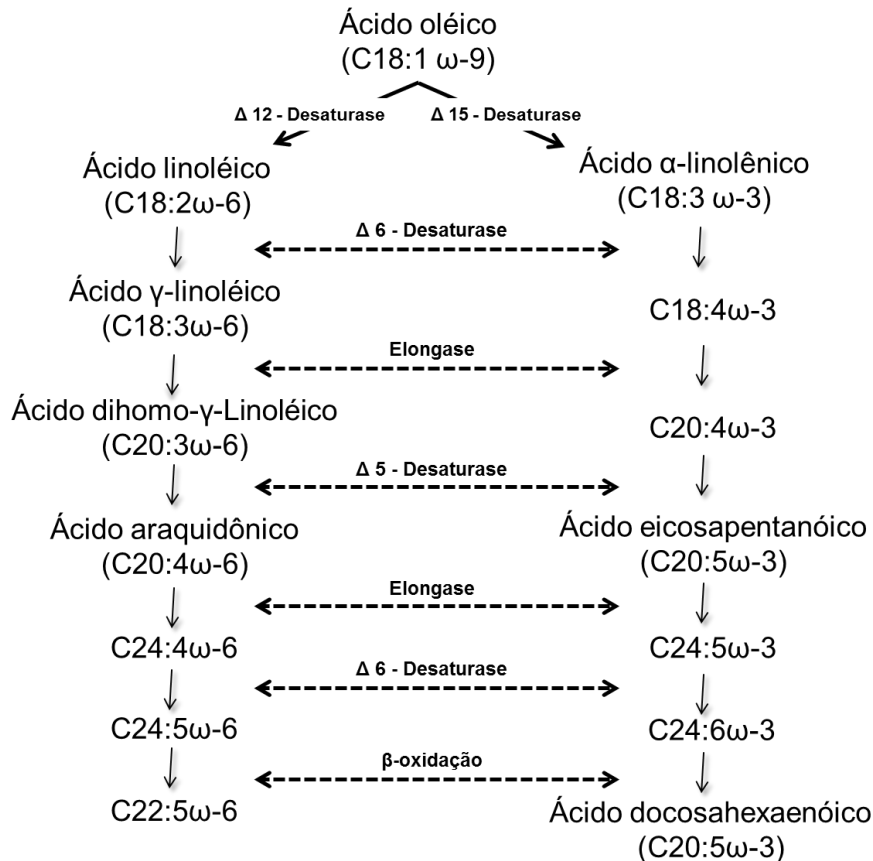 Ácido oléico
(C18:1 ω-9)
Δ 12 - Desaturase Δ 15 - Desaturase
Ácido linoléico
(C18:2ω-6)
Ácido α-linolênico
(C18:3 ω-3)
Δ 6 - Desaturase
Ácido γ-linoléico
(C18:3ω-6)
C18:4ω-3
Elongase
Ácido dihomo-γ-Linoléico
(C20:3ω-6)
C20:4ω-3
Δ 5 - Desaturase
Ácido araquidônico
(C20:4ω-6)
Ácido eicosapentanóico
(C20:5ω-3)
Elongase
C24:4ω-6
C24:5ω-3
Δ 6 - Desaturase
C24:5ω-6
C24:6ω-3
β-oxidação
C22:5ω-6
Ácido docosahexaenóico
(C20:5ω-3)